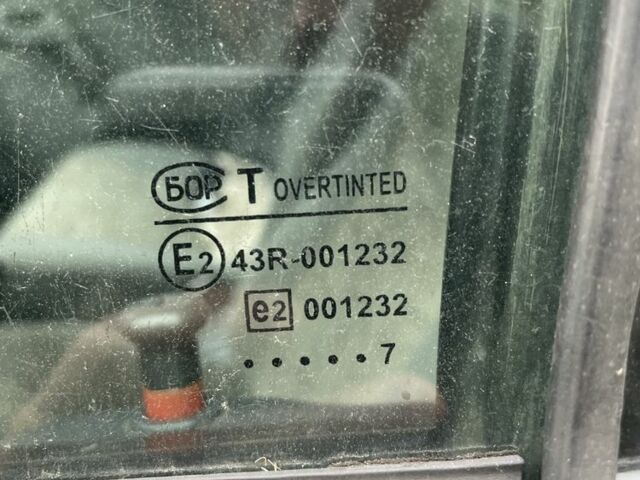 БОР T OVERTINTED
E2 43R-001232
e2 001232
. . . . . 7